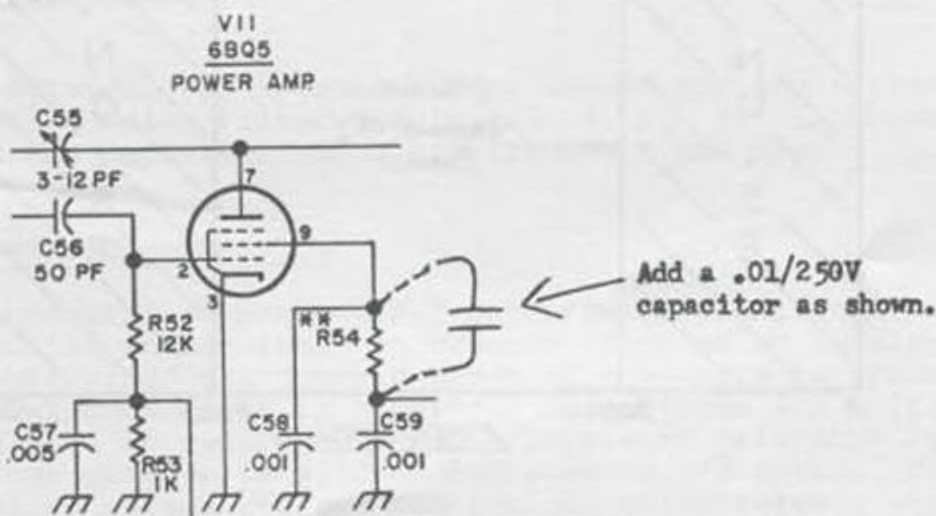 V11
6BQ5
POWER AMP.
C55
3-12 PF
7
C56
50 PF
2
9
3
Add a .01/250V
capacitor as shown.
R52
12K
**
R54
C57
.005
R53
1K
C58
.001
C59
.001